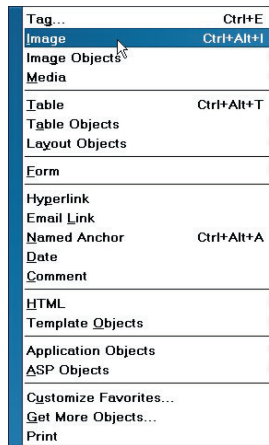 Tag... Ctrl+E
Image Ctrl+Alt+I
Image Objects
Media
Table Ctrl+Alt+T
Table Objects
Layout Objects
Form
Hyperlink
Email Link
Named Anchor Ctrl+Alt+A
Date
Comment
HTML
Template Objects
Application Objects
ASP Objects
Customize Favorites...
Get More Objects...
Print